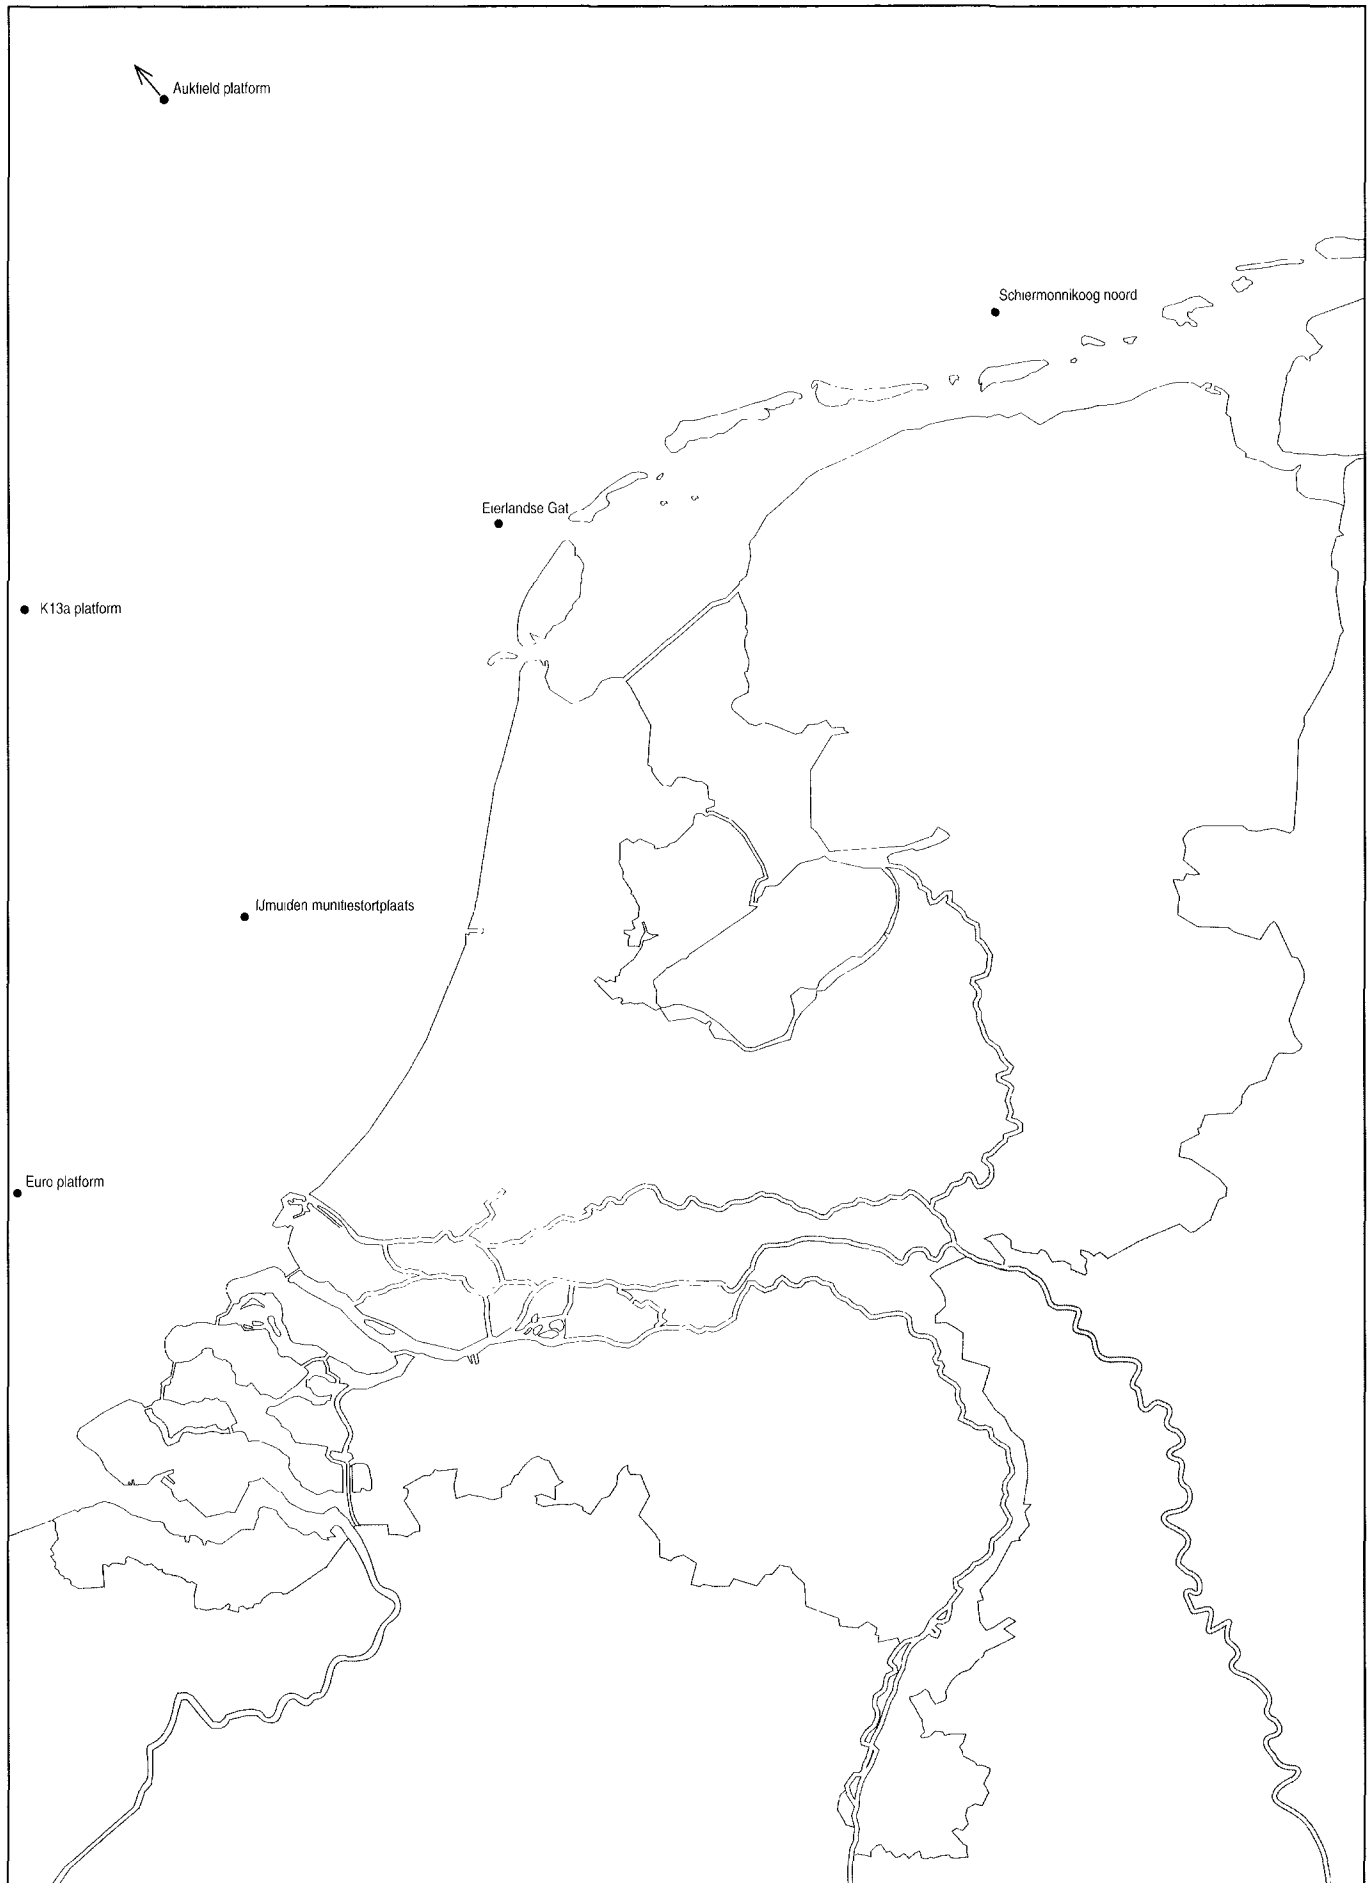 Aukfield platform
Schiermonnikoog noord
Eierlandse Gat
K13a platform
IJmuiden munitiestortplaats
Euro platform